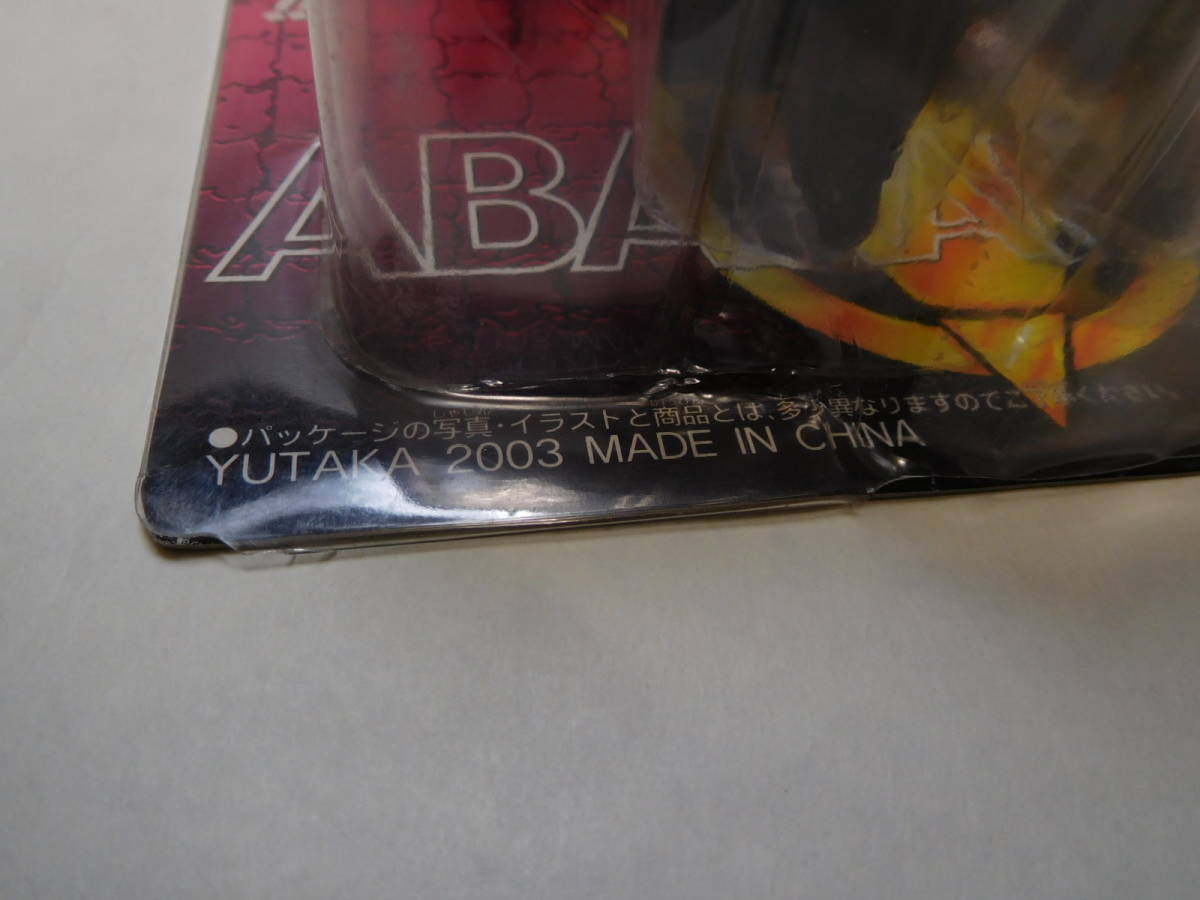 ABA
●パッケージの写真・イラストと商品とは、多少異なりますのでご了承ください。
YUTAKA 2003 MADE IN CHINA